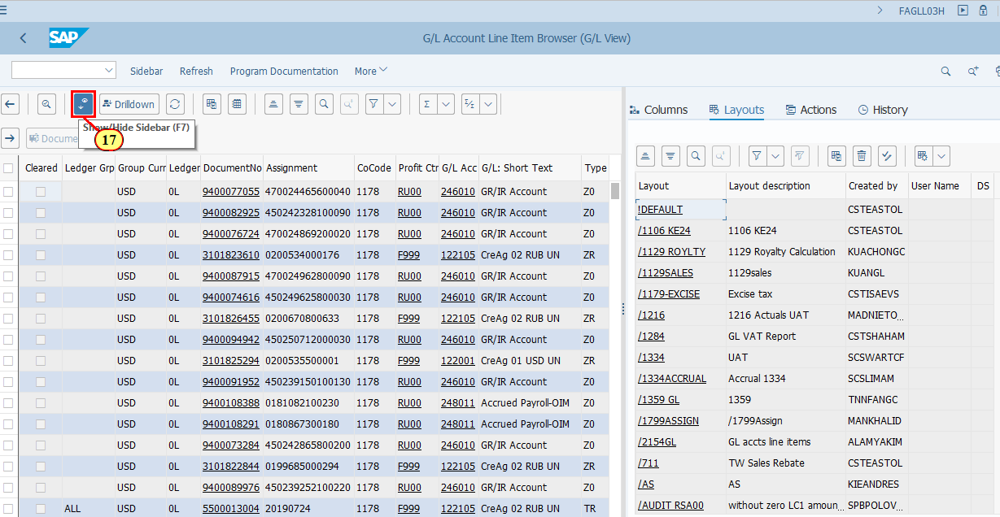 FAGLL03H
SAP
G/L Account Line Item Browser (G/L View)
Sidebar Refresh Program Documentation More
Drilldown
Show/Hide Sidebar (F7)
17
Docume
Cleared Ledger Grp Group Curr Ledger DocumentNo Assignment CoCode Profit Ctr G/L Acc G/L: Short Text Type
USD 0L 9400077055 470024465600040 1178 RU00 246010 GR/IR Account Z0
USD 0L 9400082925 450242328100090 1178 RU00 246010 GR/IR Account Z0
USD 0L 9400076724 470024869200020 1178 RU00 246010 GR/IR Account Z0
USD 0L 3101823610 0200534000176 1178 F999 122105 CreAg 02 RUB UN ZR
USD 0L 9400087915 470024962800090 1178 RU00 246010 GR/IR Account Z0
USD 0L 9400074616 450249625800030 1178 RU00 246010 GR/IR Account Z0
USD 0L 3101826455 0200670800633 1178 F999 122105 CreAg 02 RUB UN ZR
USD 0L 9400094942 450250712000030 1178 RU00 246010 GR/IR Account Z0
USD 0L 3101825294 0200535500001 1178 F999 122001 CreAg 01 USD UN ZR
USD 0L 9400091952 450239150100130 1178 RU00 246010 GR/IR Account Z0
USD 0L 9400108388 0181082100230 1178 RU00 248011 Accrued Payroll-OIM Z0
USD 0L 9400108291 0180867300180 1178 RU00 248011 Accrued Payroll-OIM Z0
USD 0L 9400073284 450242865800200 1178 RU00 246010 GR/IR Account Z0
USD 0L 3101822844 0199685000294 1178 F999 122105 CreAg 02 RUB UN ZR
USD 0L 9400089976 450239252100220 1178 RU00 246010 GR/IR Account Z0
ALL USD 0L 5500013004 20190724 1178 F999 122105 CreAg 02 RUB UN TR
Columns Layouts Actions History
Layout Layout description Created by User Name DS
!DEFAULT CSTEASTOL
/1106 KE24 1106 KE24 CSTEASTOL
/1129 ROYLTY 1129 Royalty Calculation KUACHONGC
/1129SALES 1129sales KUANGL
/1179-EXCISE Excise tax CSTISAEVS
/1216 1216 Actuals UAT MADNIETO...
/1284 GL VAT Report CSTSHAHAM
/1334 UAT SCSWARTCF
/1334ACCRUAL Accrual 1334 SCSLIMAM
/1359 GL 1359 TNNFANGC
/1799ASSIGN /1799Assign MANKHALID
/2154GL GL accts line items ALAMYAKIM
/711 TW Sales Rebate CSTEASTOL
/AS AS KIEANDRES
/AUDIT RSA00 without zero LC1 amoun... SPBPOLOV...